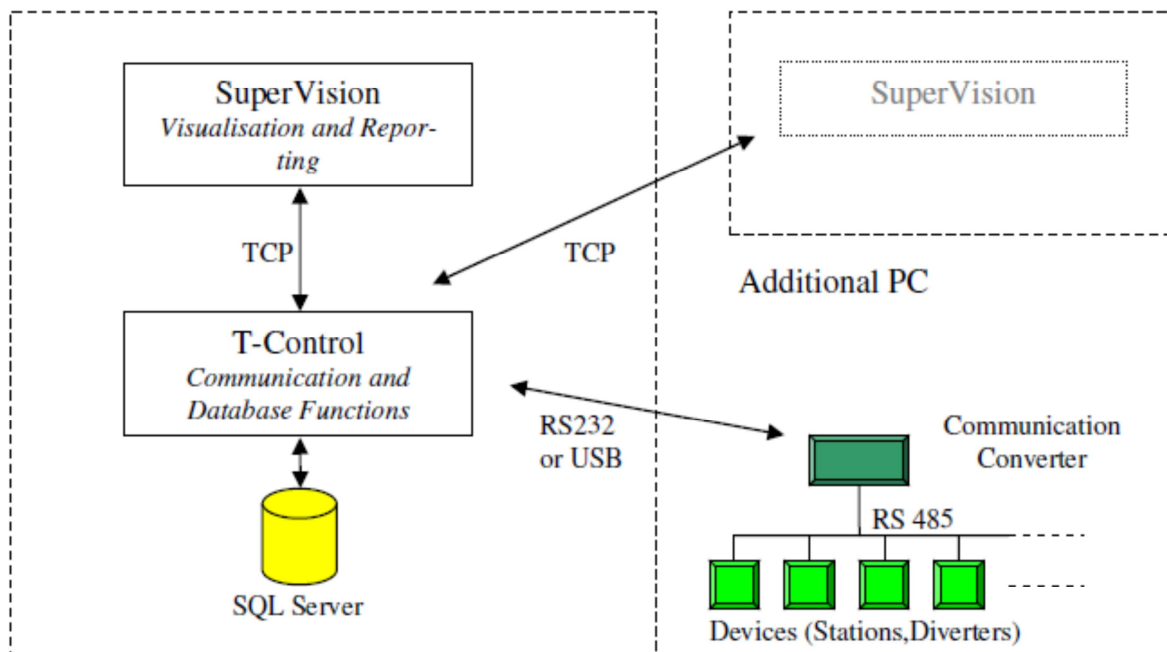 SuperVision
Visualisation and Repor-
ting
SuperVision
TCP
TCP
Additional PC
T-Control
Communication and
Database Functions
RS232
or USB
Communication
Converter
RS 485
SQL Server
Devices (Stations,Diverters)